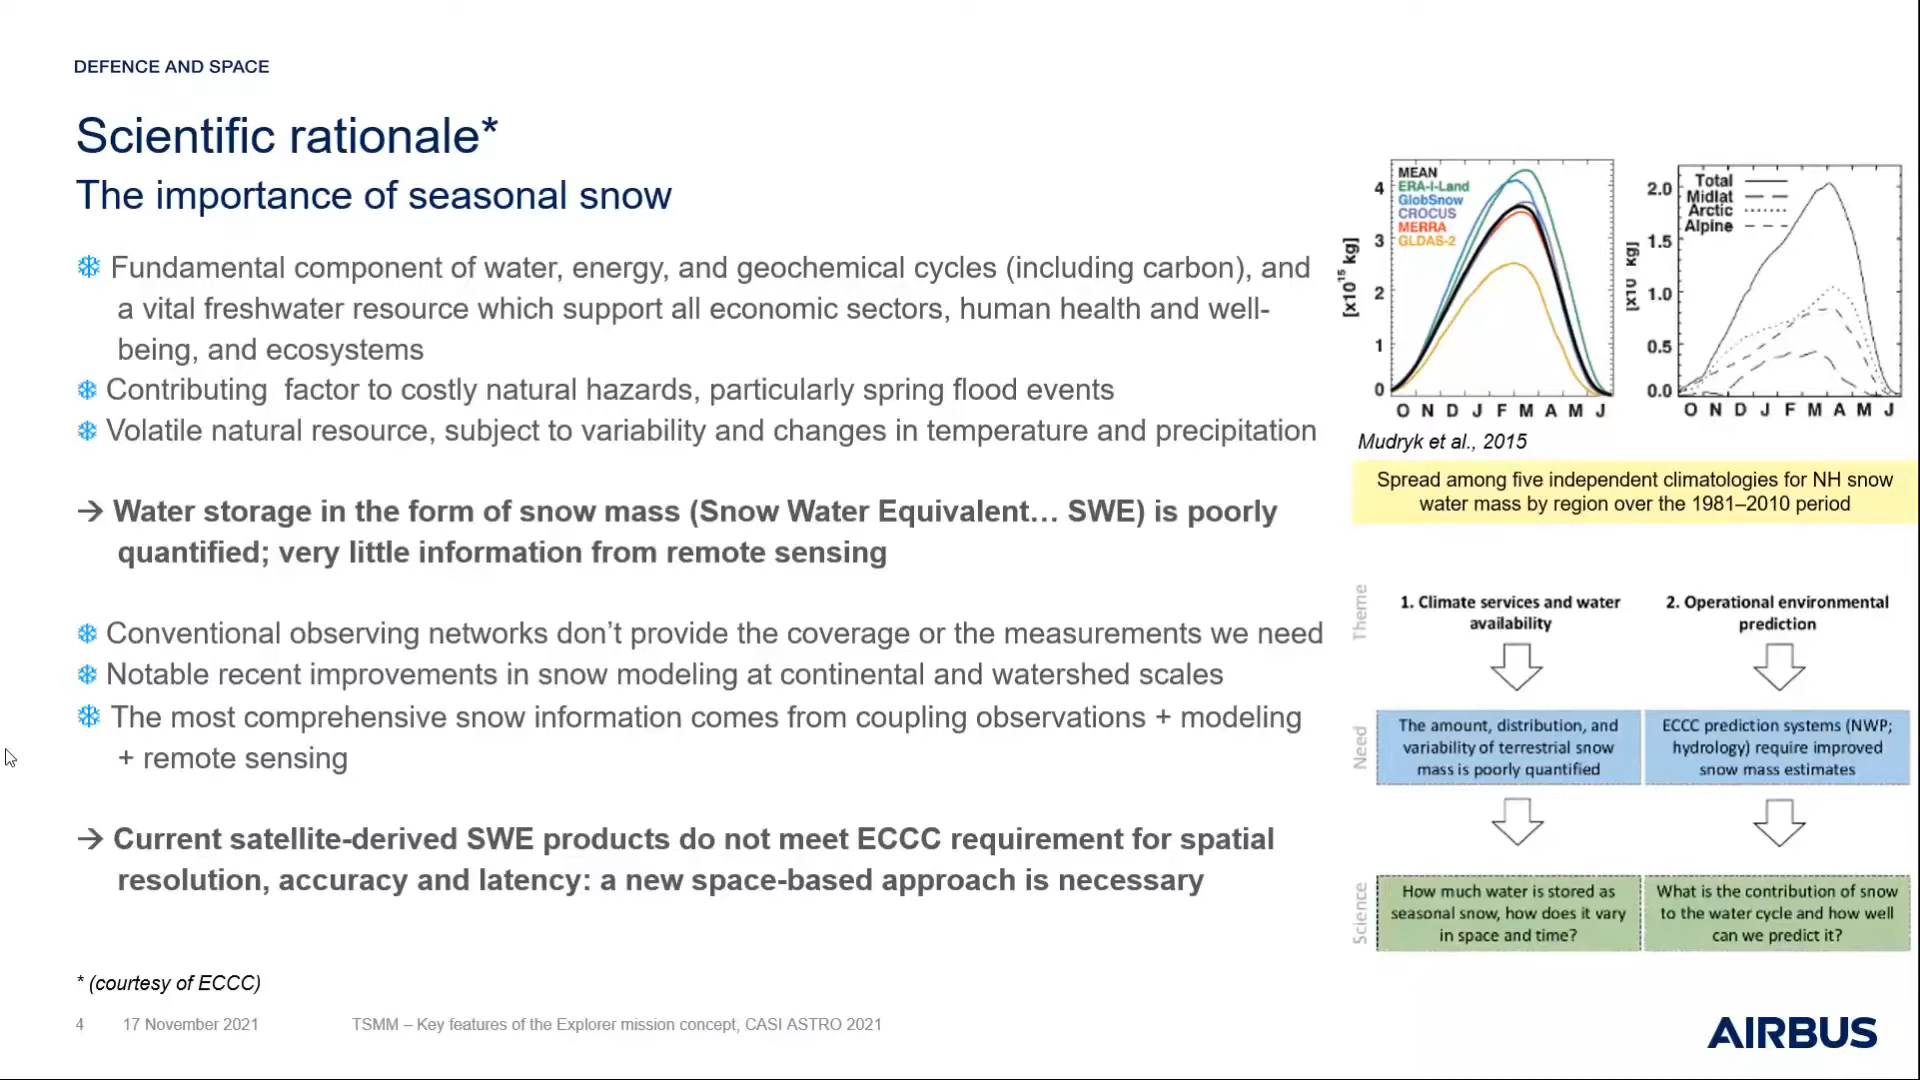 DEFENCE AND SPACE
Scientific rationale*
The importance of seasonal snow
Fundamental component of water, energy, and geochemical cycles (including carbon), and
a vital freshwater resource which support all economic sectors, human health and well-
being, and ecosystems
Contributing factor to costly natural hazards, particularly spring flood events
Volatile natural resource, subject to variability and changes in temperature and precipitation
→ Water storage in the form of snow mass (Snow Water Equivalent… SWE) is poorly
quantified; very little information from remote sensing
Conventional observing networks don’t provide the coverage or the measurements we need
Notable recent improvements in snow modeling at continental and watershed scales
The most comprehensive snow information comes from coupling observations + modeling
+ remote sensing
→ Current satellite-derived SWE products do not meet ECCC requirement for spatial
resolution, accuracy and latency: a new space-based approach is necessary
* (courtesy of ECCC)
MEAN
ERA-I-Land
GlobSnow
CROCUS
MERRA
GLDAS-2
[x10¹⁵ kg]
4
3
2
1
0
O N D J F M A M J
Total
Midlat
Arctic
Alpine
[x10 kg]
2.0
1.5
1.0
0.5
0.0
O N D J F M A M J
Mudryk et al., 2015
Spread among five independent climatologies for NH snow
water mass by region over the 1981–2010 period
Theme
1. Climate services and water
availability
2. Operational environmental
prediction
Need
The amount, distribution, and
variability of terrestrial snow
mass is poorly quantified
ECCC prediction systems (NWP;
hydrology) require improved
snow mass estimates
Science
How much water is stored as
seasonal snow, how does it vary
in space and time?
What is the contribution of snow
to the water cycle and how well
can we predict it?
4 17 November 2021 TSMM – Key features of the Explorer mission concept, CASI ASTRO 2021
AIRBUS